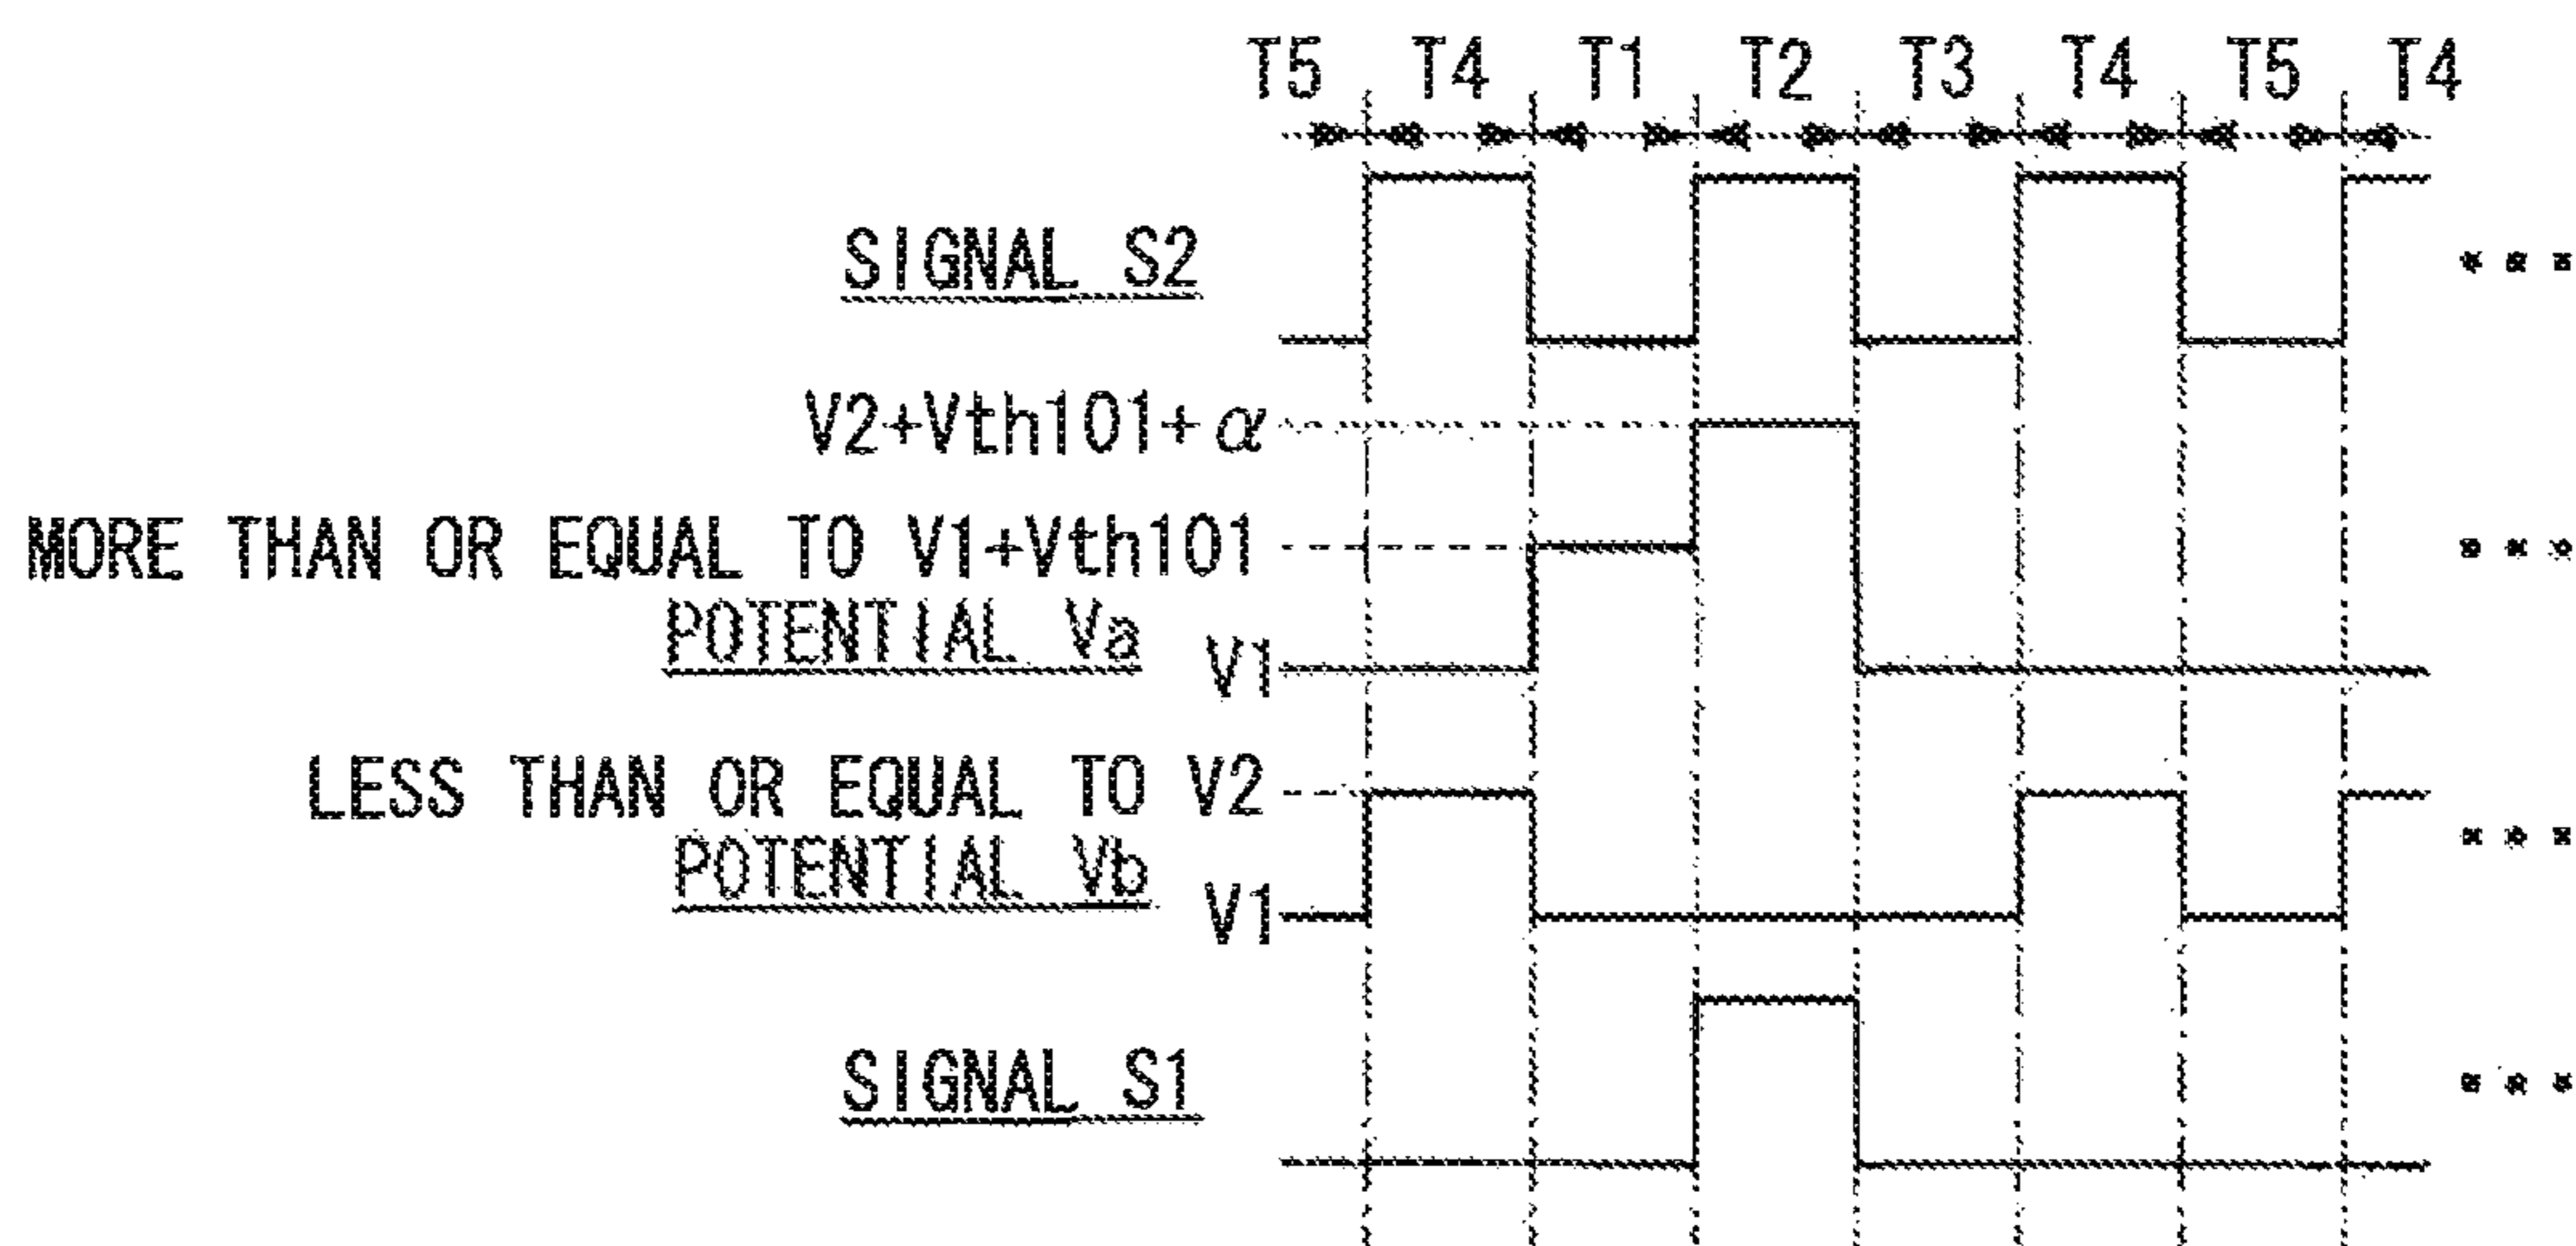 T5 T4 T1 T2 T3 T4 T5 T4
SIGNAL S2
V2+Vth101+α
MORE THAN OR EQUAL TO V1+Vth101
POTENTIAL Va
V1
LESS THAN OR EQUAL TO V2
POTENTIAL Vb
V1
SIGNAL S1